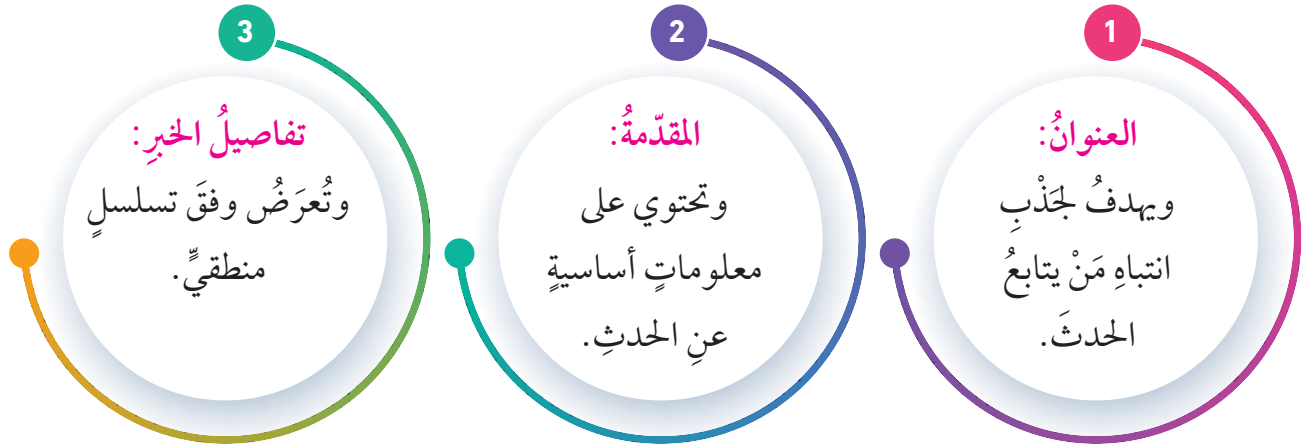 1
العنوانُ:
ويهدفُ لجَذْبِ
انتباهِ مَنْ يتابعُ
الحدثَ.
2
المقدّمةُ:
وتحتوي على
معلوماتٍ أساسيةٍ
عنِ الحدثِ.
3
تفاصيلُ الخبرِ:
وتُعرَضُ وفقَ تسلسلٍ
منطقيٍّ.